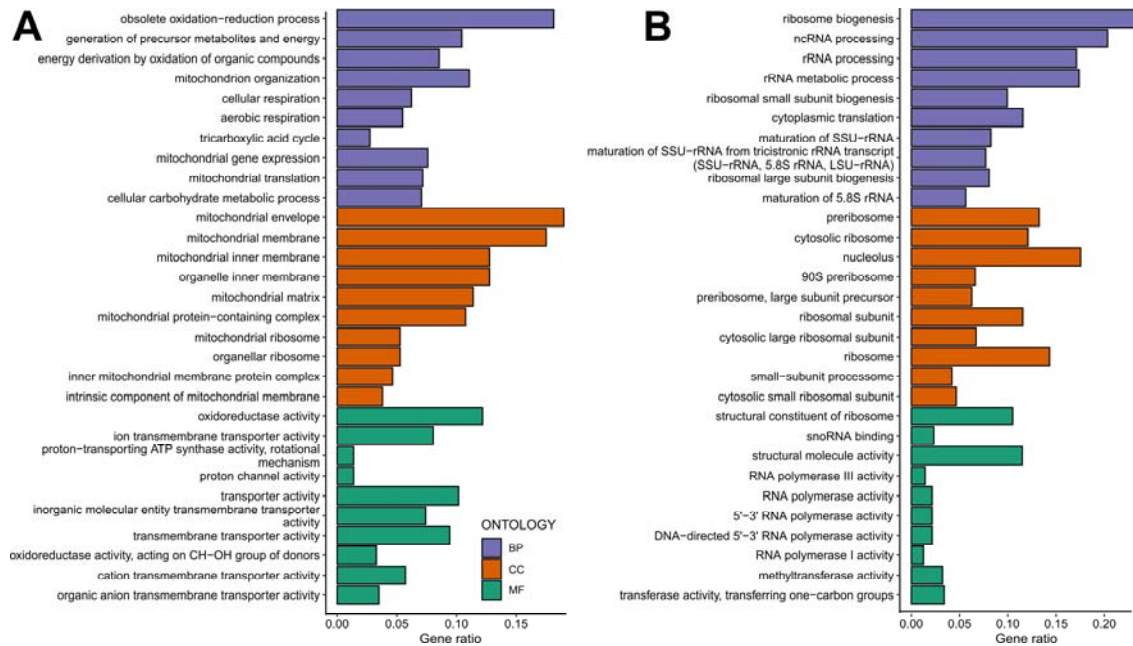 A
obsolete oxidation−reduction process
generation of precursor metabolites and energy
energy derivation by oxidation of organic compounds
mitochondrion organization
cellular respiration
aerobic respiration
tricarboxylic acid cycle
mitochondrial gene expression
mitochondrial translation
cellular carbohydrate metabolic process
mitochondrial envelope
mitochondrial membrane
mitochondrial inner membrane
organelle inner membrane
mitochondrial matrix
mitochondrial protein−containing complex
mitochondrial ribosome
organellar ribosome
inner mitochondrial membrane protein complex
intrinsic component of mitochondrial membrane
oxidoreductase activity
ion transmembrane transporter activity
proton−transporting ATP synthase activity, rotational
mechanism
proton channel activity
transporter activity
inorganic molecular entity transmembrane transporter
activity
transmembrane transporter activity
oxidoreductase activity, acting on CH−OH group of donors
cation transmembrane transporter activity
organic anion transmembrane transporter activity
ONTOLOGY
BP
CC
MF
0.00 0.05 0.10 0.15
Gene ratio
B
ribosome biogenesis
ncRNA processing
rRNA processing
rRNA metabolic process
ribosomal small subunit biogenesis
cytoplasmic translation
maturation of SSU−rRNA
maturation of SSU−rRNA from tricistronic rRNA transcript
(SSU−rRNA, 5.8S rRNA, LSU−rRNA)
ribosomal large subunit biogenesis
maturation of 5.8S rRNA
preribosome
cytosolic ribosome
nucleolus
90S preribosome
preribosome, large subunit precursor
ribosomal subunit
cytosolic large ribosomal subunit
ribosome
small−subunit processome
cytosolic small ribosomal subunit
structural constituent of ribosome
snoRNA binding
structural molecule activity
RNA polymerase III activity
RNA polymerase activity
5'−3' RNA polymerase activity
DNA−directed 5'−3' RNA polymerase activity
RNA polymerase I activity
methyltransferase activity
transferase activity, transferring one−carbon groups
0.00 0.05 0.10 0.15 0.20
Gene ratio